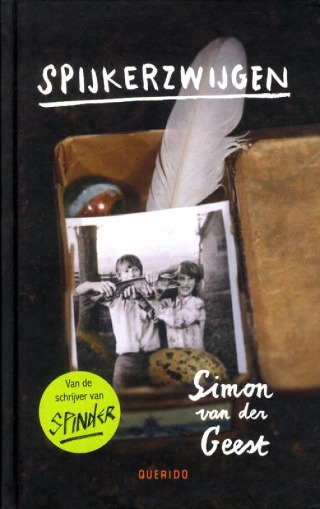 SPIJKERZWIJGEN
Simon
van der
Geest
Van de
schrijver van
SPINDER
QUERIDO